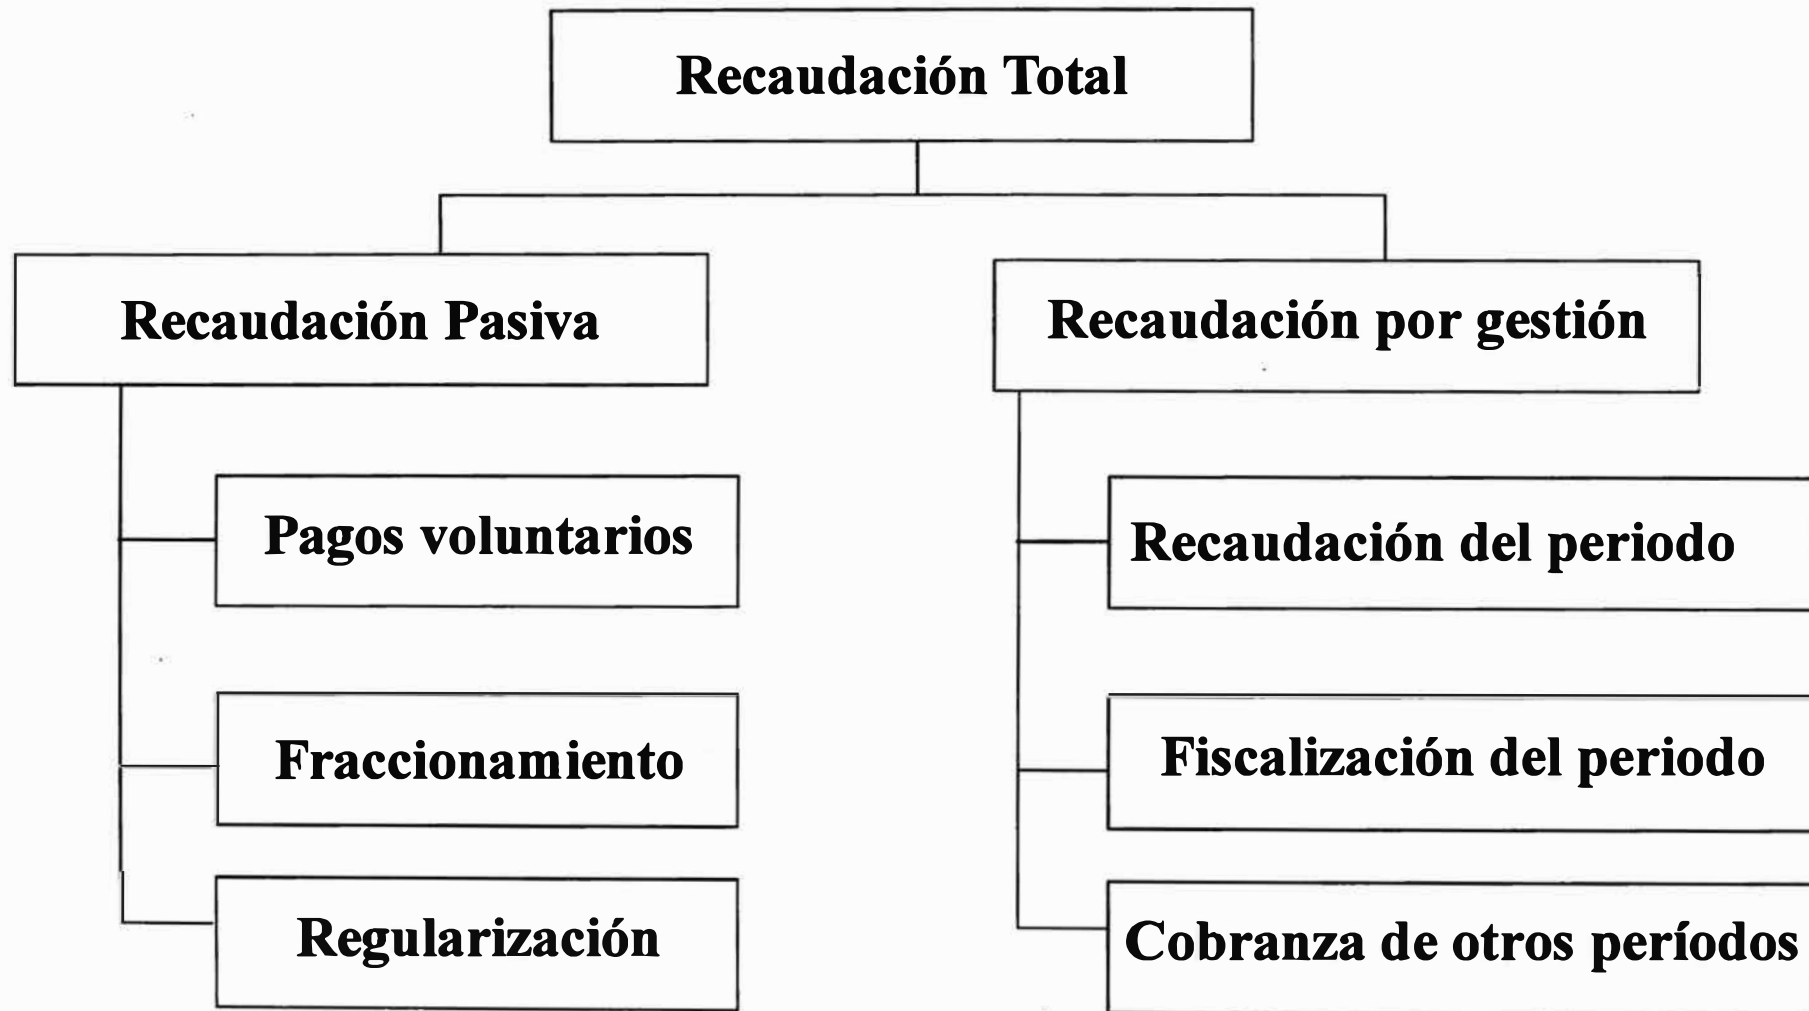 Recaudación Total
Recaudación Pasiva
Recaudación por gestión
Pagos voluntarios
Recaudación del periodo
Fraccionamiento
Fiscalización del periodo
Regularización
Cobranza de otros períodos